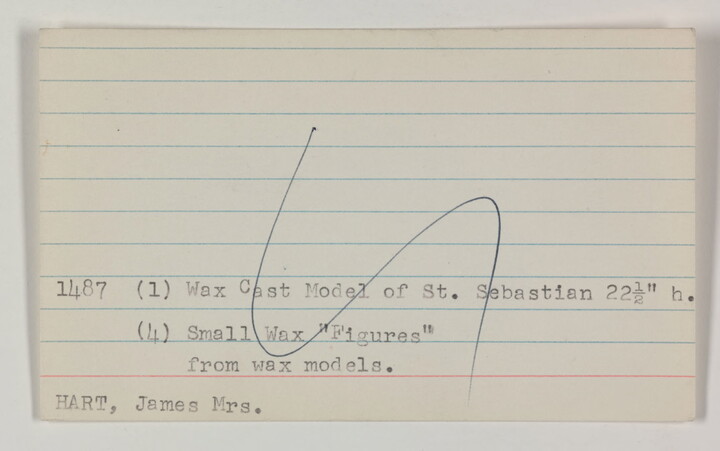 1487 (1) Wax Cast Model of St. Sebastian 22½" h.
(4) Small Wax "Figures"
from wax models.
HART, James Mrs.